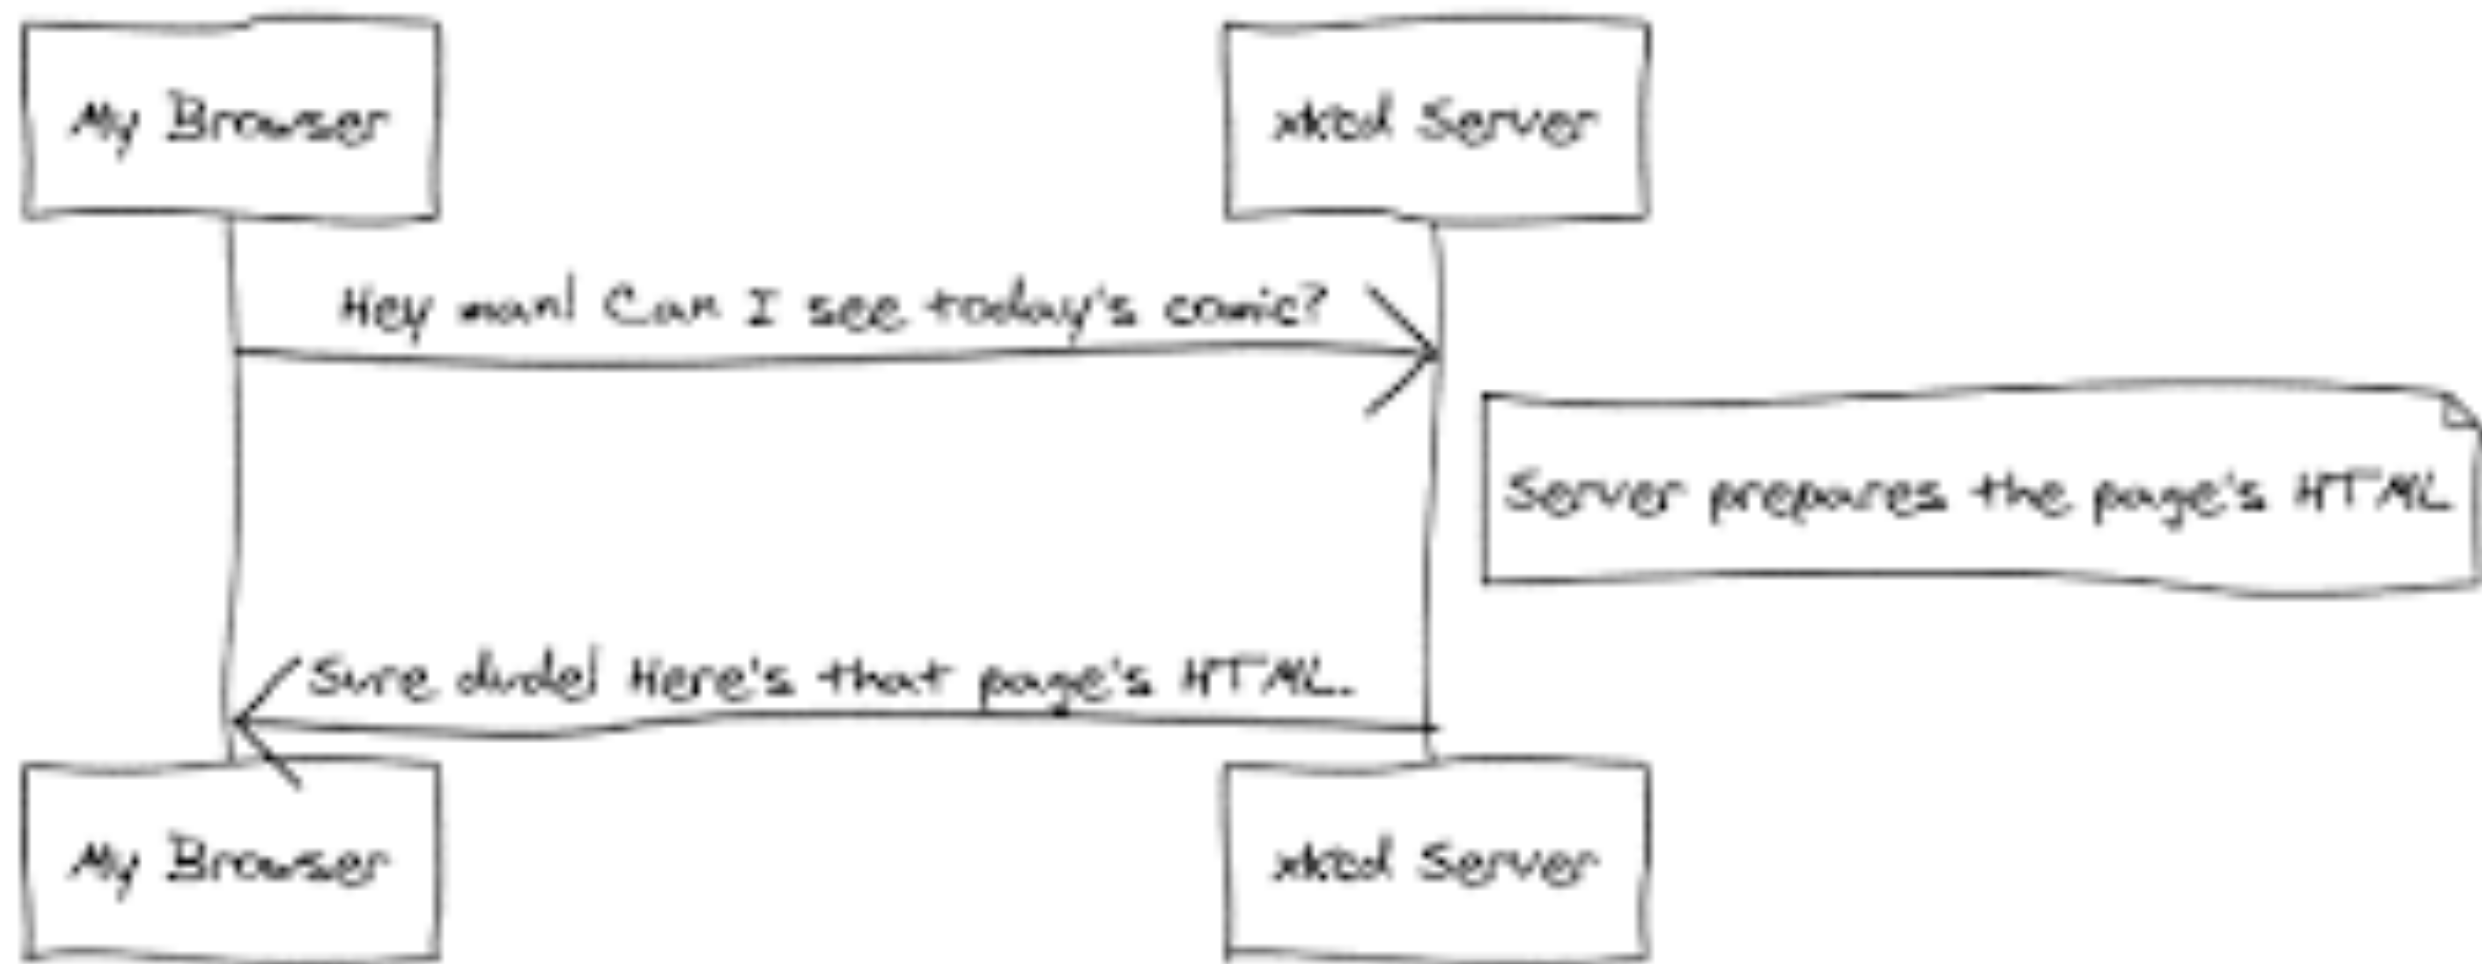 My Browser
xkcd Server
Hey man! Can I see today's comic?
Server prepares the page's HTML
Sure dude! Here's that page's HTML.
My Browser
xkcd Server